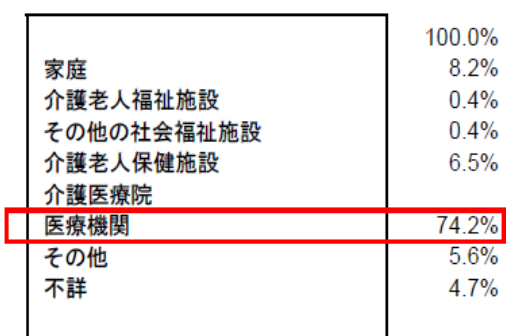 100.0%
家庭 8.2%
介護老人福祉施設 0.4%
その他の社会福祉施設 0.4%
介護老人保健施設 6.5%
介護医療院
医療機関 74.2%
その他 5.6%
不詳 4.7%